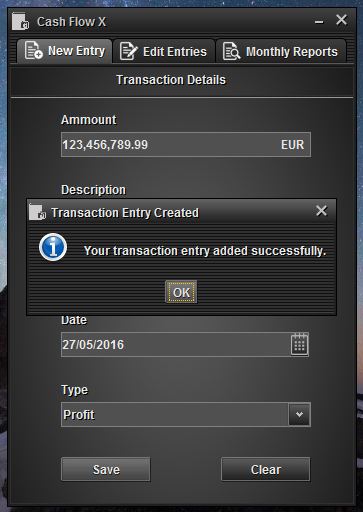 Cash Flow X
New Entry Edit Entries Monthly Reports
Transaction Details
Ammount
123,456,789.99 EUR
Description
Transaction Entry Created
Your transaction entry added successfully.
OK
Date
27/05/2016
Type
Profit
Save Clear